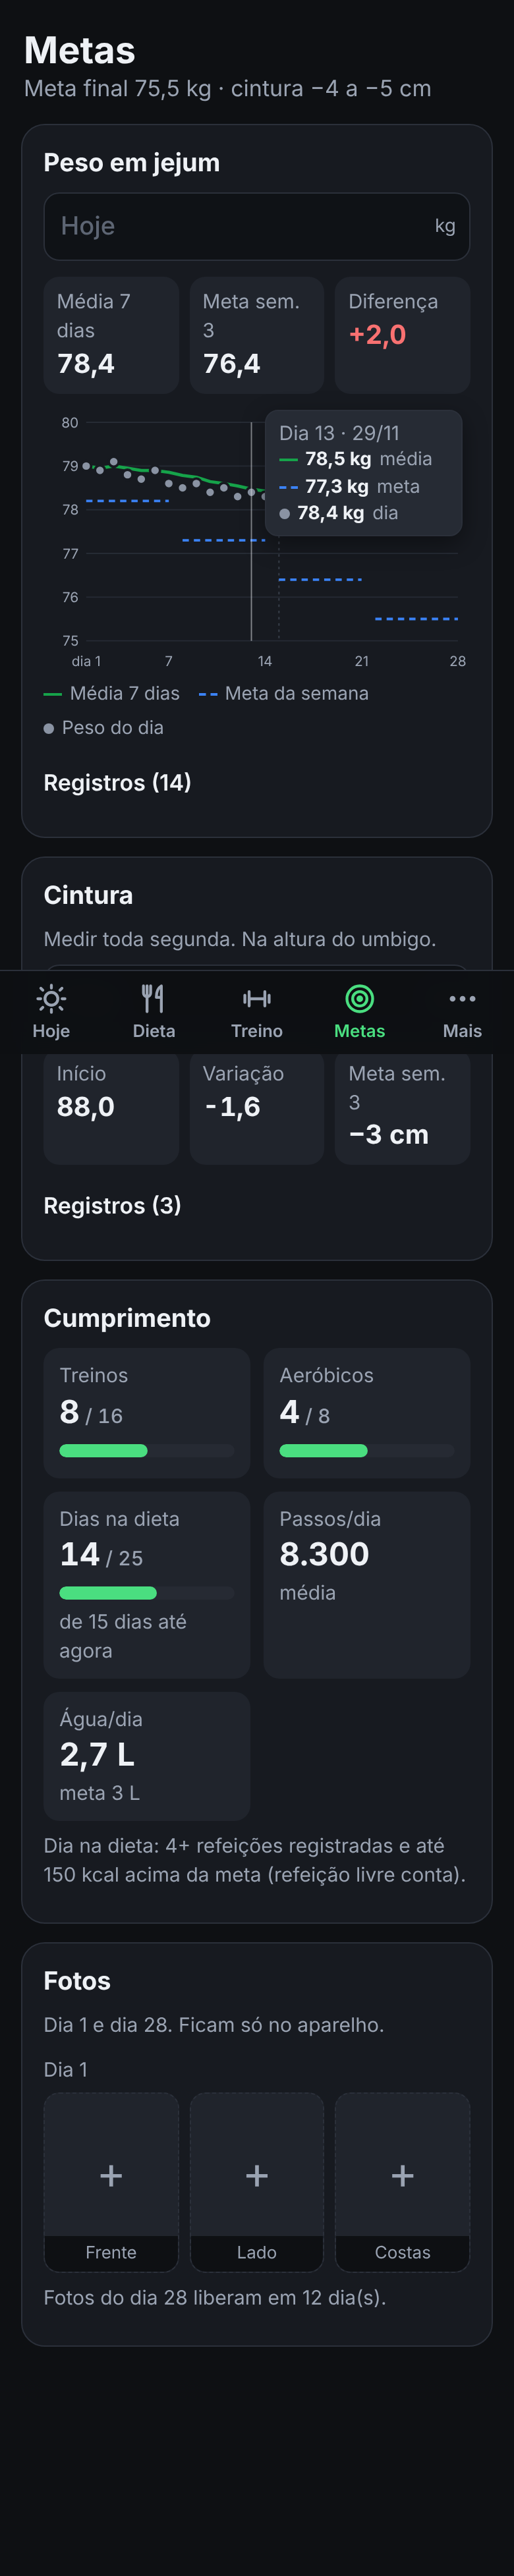 Metas
Meta final 75,5 kg · cintura −4 a −5 cm
Peso em jejum
Hoje
kg
Média 7
dias
78,4
Meta sem.
3
76,4
Diferença
+2,0
80
79
78
77
76
75
Dia 13 · 29/11
78,5 kg média
77,3 kg meta
78,4 kg dia
dia 1
7
14
21
28
Média 7 dias
Meta da semana
Peso do dia
Registros (14)
Cintura
Medir toda segunda. Na altura do umbigo.
Hoje
Dieta
Treino
Metas
Mais
Início
88,0
Variação
-1,6
Meta sem.
3
−3 cm
Registros (3)
Cumprimento
Treinos
8 / 16
Aeróbicos
4 / 8
Dias na dieta
14 / 25
de 15 dias até
agora
Passos/dia
8.300
média
Água/dia
2,7 L
meta 3 L
Dia na dieta: 4+ refeições registradas e até
150 kcal acima da meta (refeição livre conta).
Fotos
Dia 1 e dia 28. Ficam só no aparelho.
Dia 1
+
+
+
Frente
Lado
Costas
Fotos do dia 28 liberam em 12 dia(s).